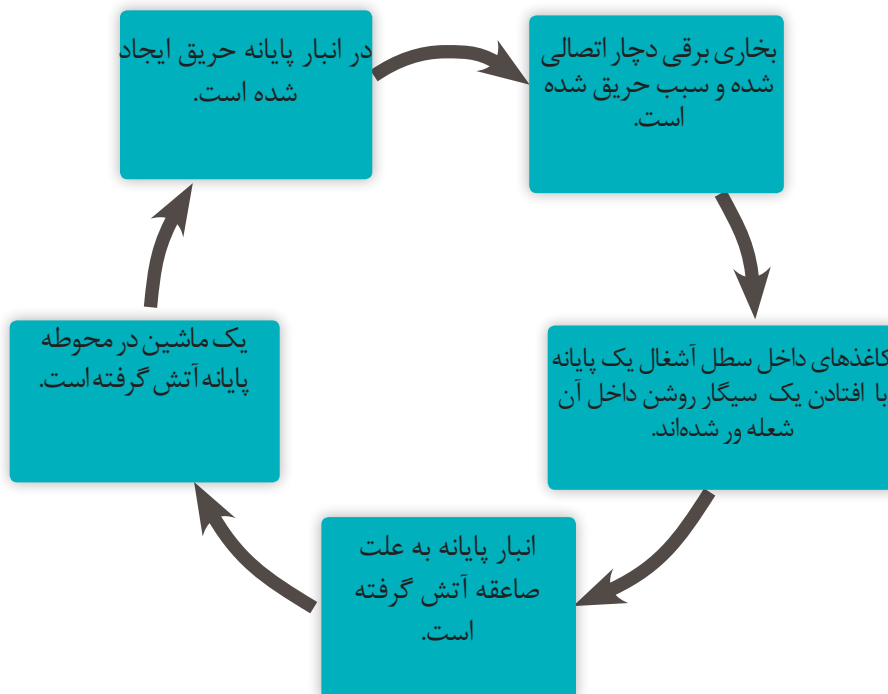 در انبار پایانه حریق ایجاد
شده است.
بخاری برقی دچار اتصالی
شده و سبب حریق شده
است.
کاغذهای داخل سطل آشغال یک پایانه
با افتادن یک سیگار روشن داخل آن
شعله ور شده‌اند.
انبار پایانه به علت
صاعقه آتش گرفته
است.
یک ماشین در محوطه
پایانه آتش گرفته است.